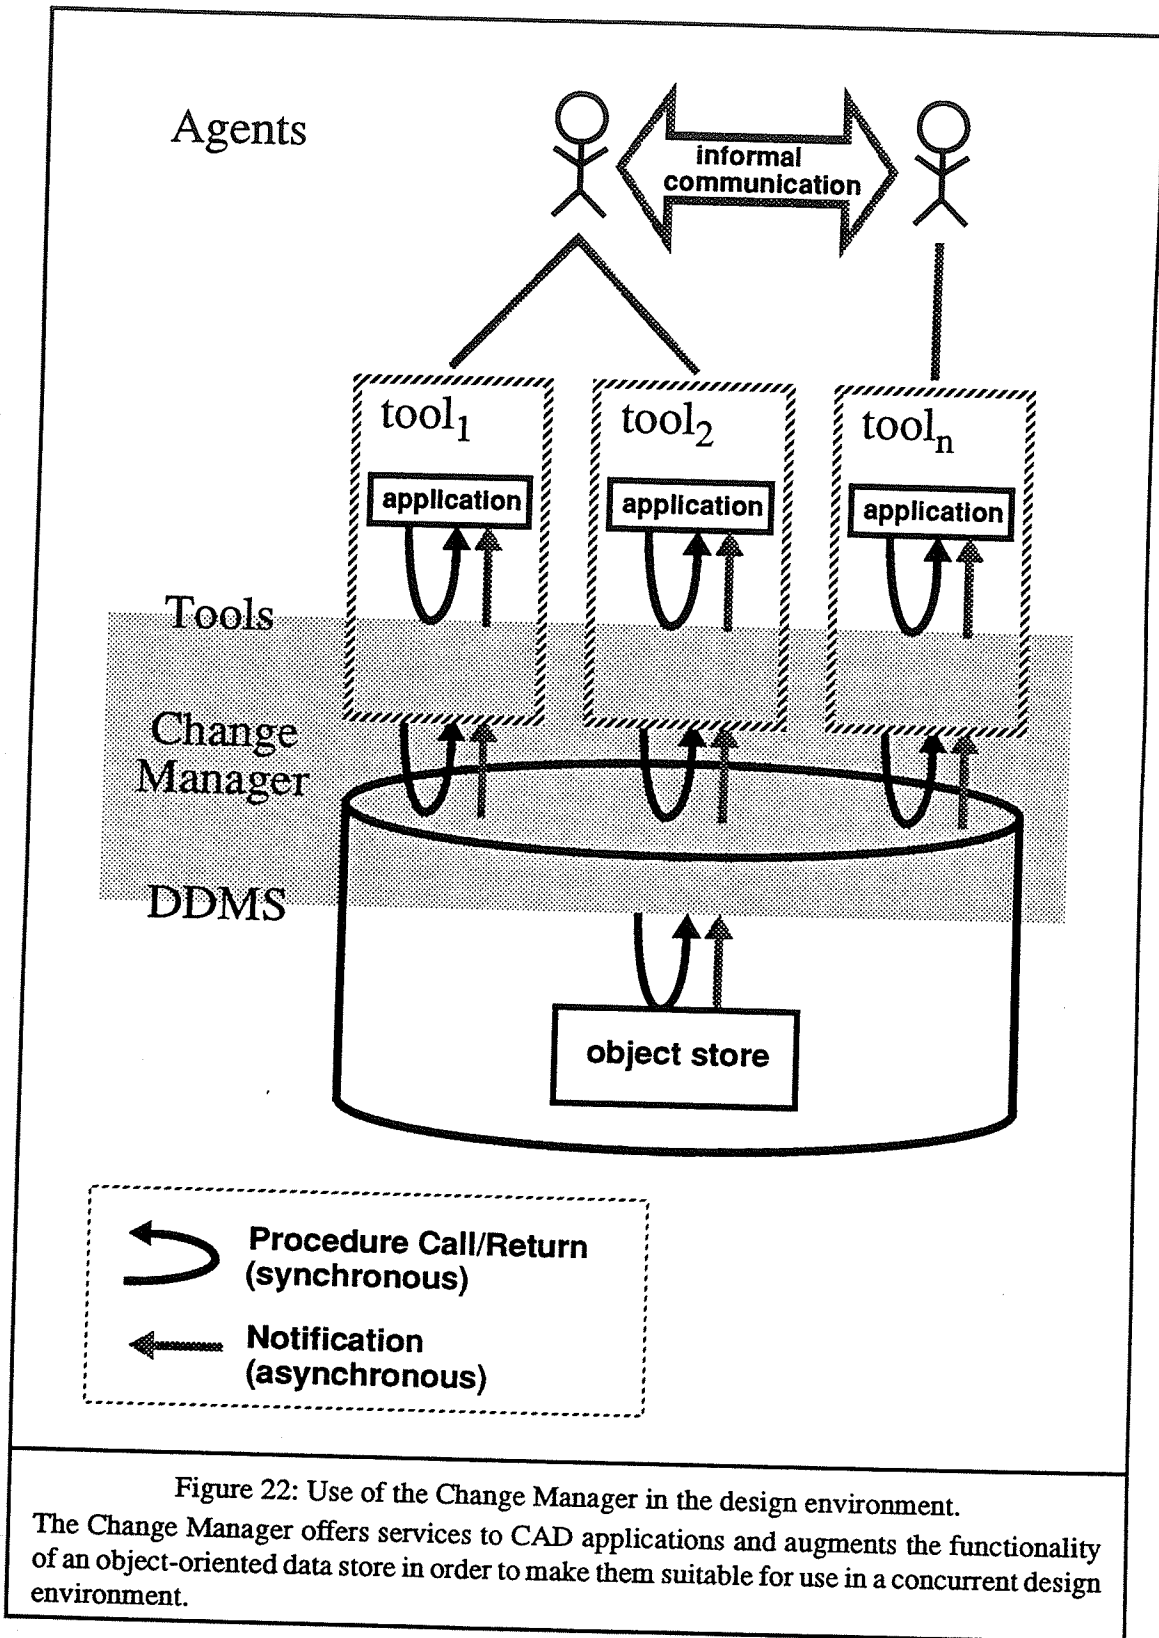 Agents
informal
communication
tool1
tool2
tooln
application
application
application
Tools
Change
Manager
DDMS
object store
Procedure Call/Return
(synchronous)
Notification
(asynchronous)
Figure 22: Use of the Change Manager in the design environment.
The Change Manager offers services to CAD applications and augments the functionality
of an object-oriented data store in order to make them suitable for use in a concurrent design
environment.